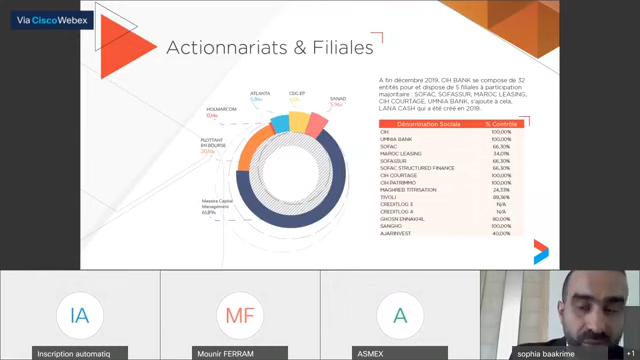 Via Cisco Webex
Actionnariats & Filiales
ATLANTA
CDG EP
SANAD
HOLMARCOM
FLOTTANT
EN BOURSE
Massira Capital
Management
A fin décembre 2019, CIH BANK se compose de 32
entités pour et dispose de 5 filiales à participation
majoritaire : SOFAC, SOFASSUR, MAROC LEASING,
CIH COURTAGE, UMNIA BANK, s'ajoute à cela,
LANA CASH qui a été créé en 2019.
Dénomination Sociale % Contrôle
CIH 100,00%
UMNIA BANK 100,00%
SOFAC 66,30%
MAROC LEASING 34,01%
SOFASSUR 66,30%
SOFAC STRUCTURED FINANCE 66,30%
CIH COURTAGE 100,00%
CIH PATRIMMO 100,00%
MAGHREB TITRISATION 24,33%
TIVOLI 89,36%
CREDITLOG 3 N/A
CREDITLOG 4 N/A
GHOSN ENNAKHIL 80,00%
SANGHO 100,00%
AJARINVEST 40,00%
IA
MF
A
Inscription automatiq
Mounir FERRAM
ASMEX
sophia baakrime
+1